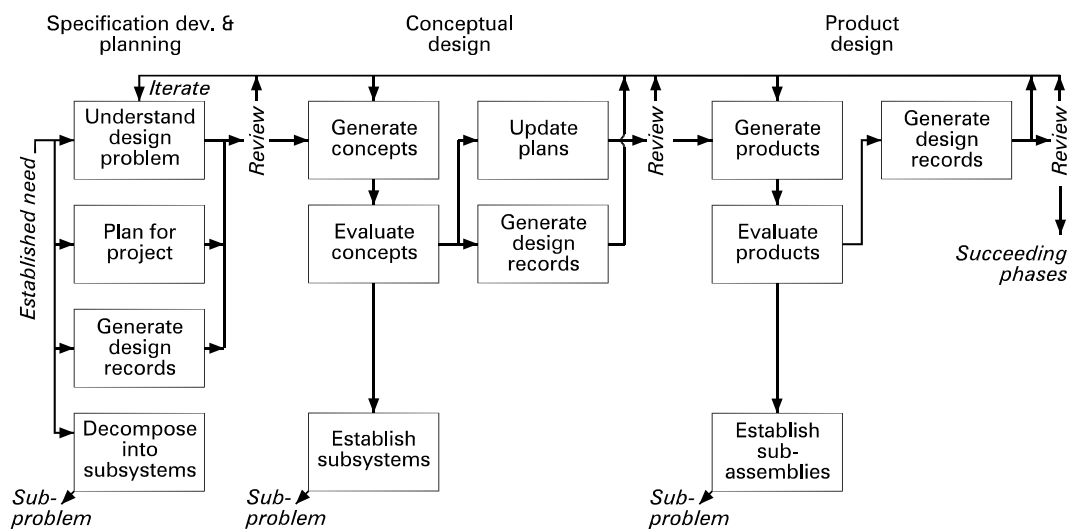 Specification dev. &
planning
Conceptual
design
Product
design
Iterate
Understand
design
problem
Review
Generate
concepts
Update
plans
Review
Generate
products
Generate
design
records
Review
Established need
Plan for
project
Evaluate
concepts
Generate
design
records
Evaluate
products
Succeeding
phases
Generate
design
records
Decompose
into
subsystems
Establish
subsystems
Establish
sub-
assemblies
Sub-
problem
Sub-
problem
Sub-
problem